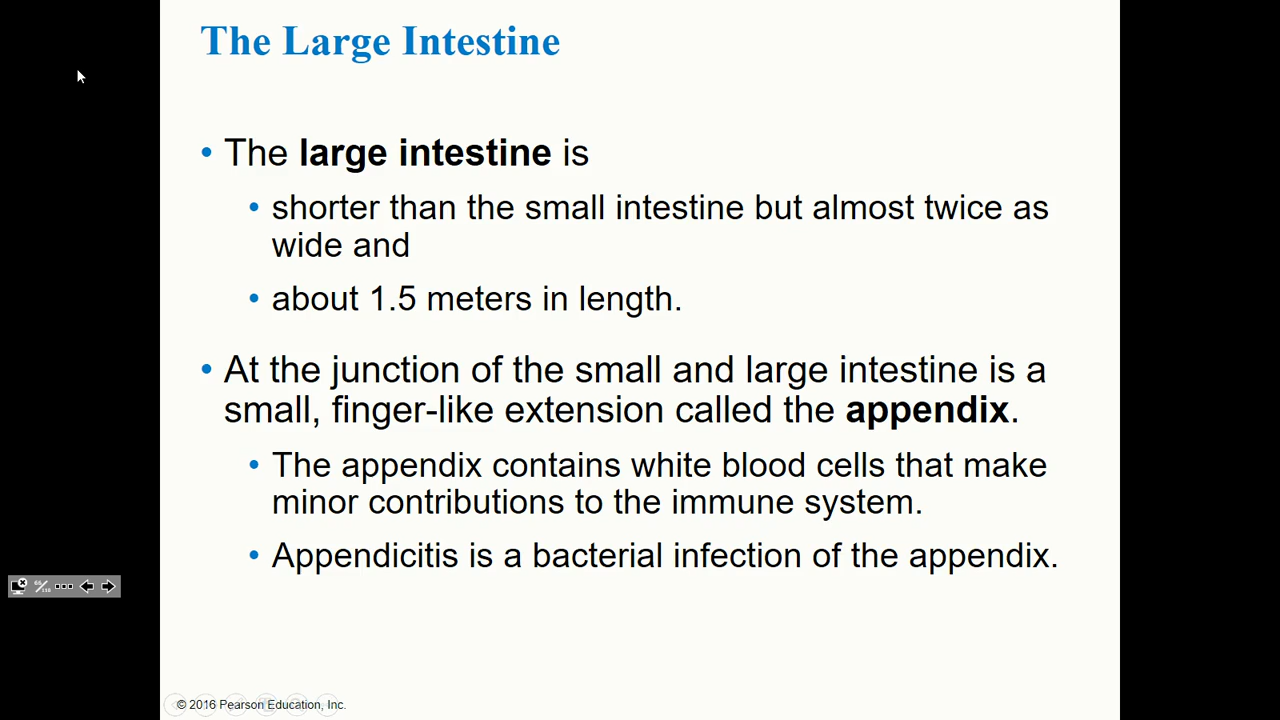 The Large Intestine
• The large intestine is
• shorter than the small intestine but almost twice as
wide and
• about 1.5 meters in length.
• At the junction of the small and large intestine is a
small, finger-like extension called the appendix.
• The appendix contains white blood cells that make
minor contributions to the immune system.
• Appendicitis is a bacterial infection of the appendix.
© 2016 Pearson Education, Inc.